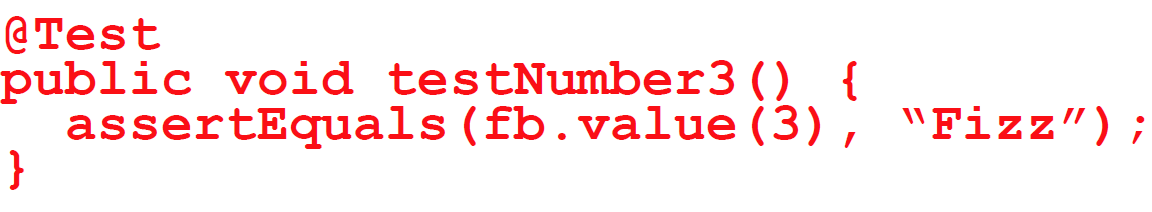 @Test
public void testNumber3() {
  assertEquals(fb.value(3), “Fizz”);
}